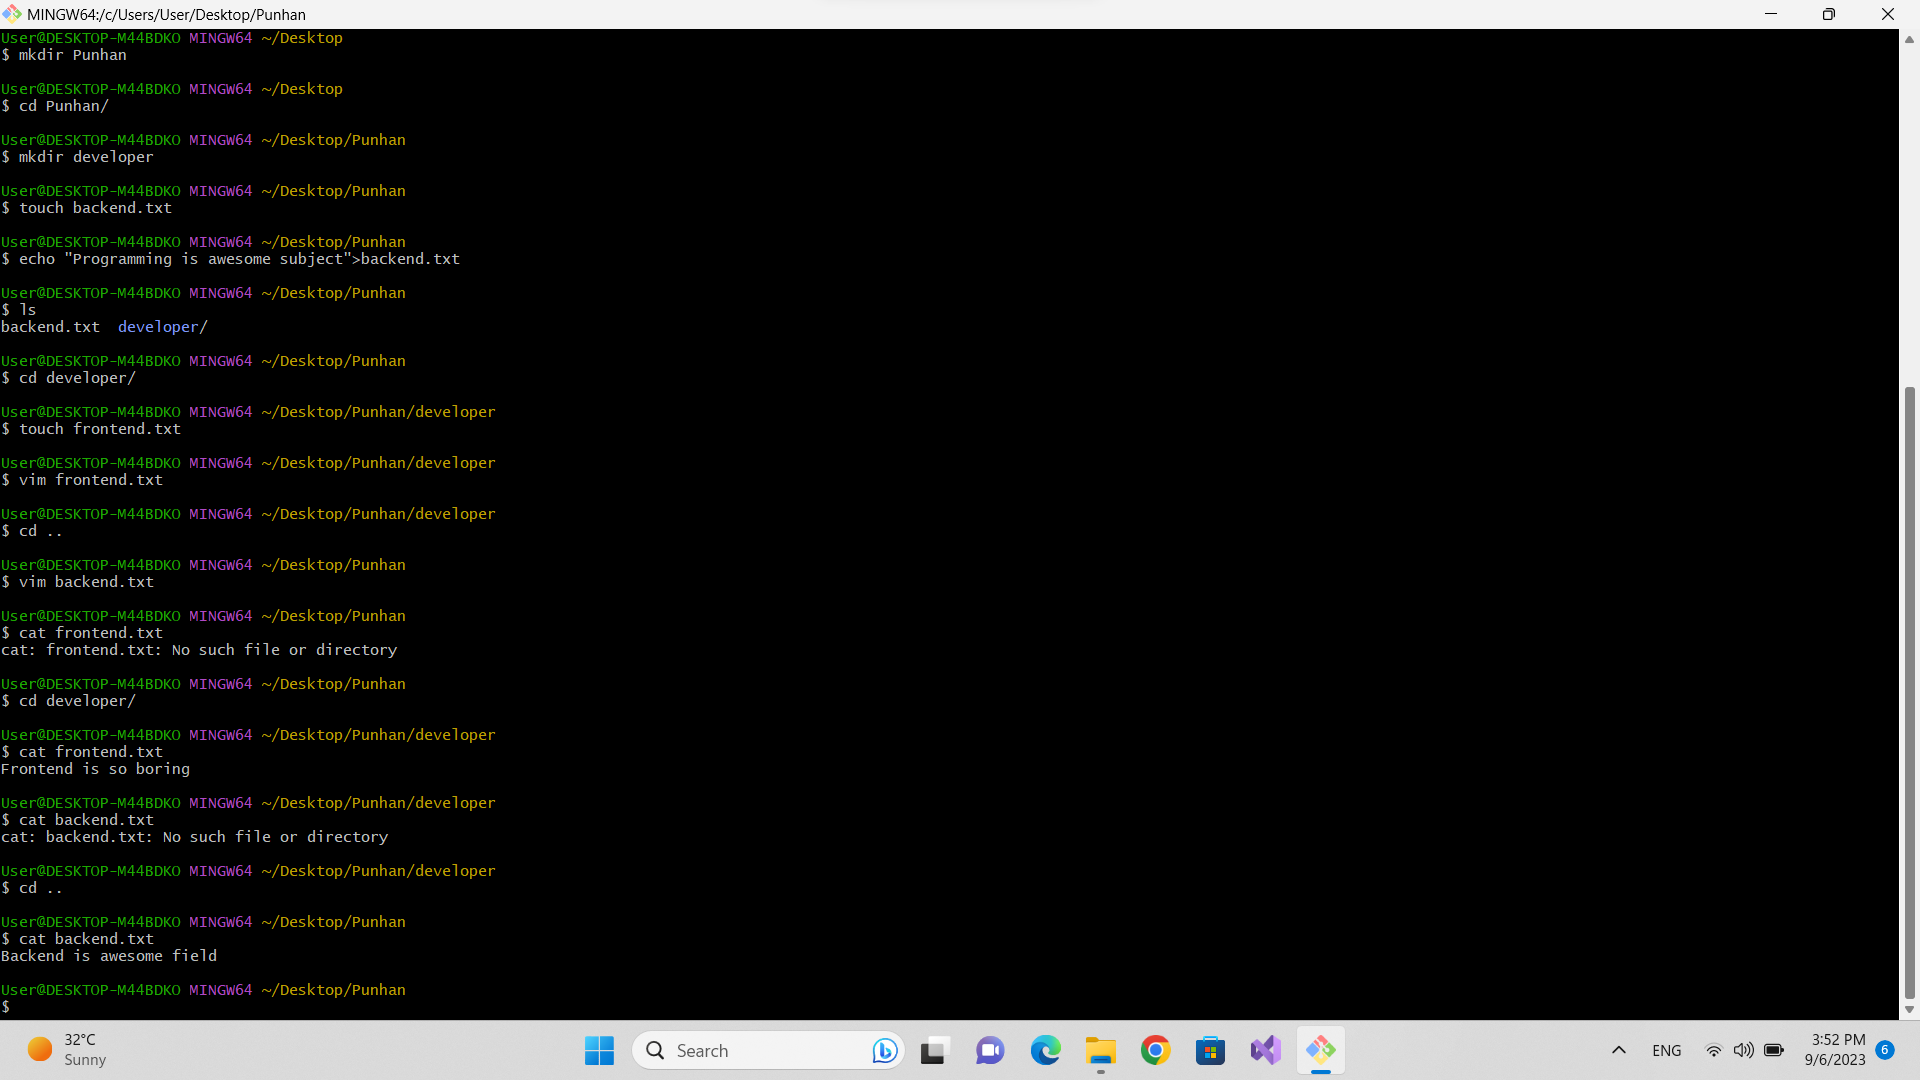 MINGW64:/c/Users/User/Desktop/Punhan
User@DESKTOP-M44BDKO MINGW64 ~/Desktop
$ mkdir Punhan
User@DESKTOP-M44BDKO MINGW64 ~/Desktop
$ cd Punhan/
User@DESKTOP-M44BDKO MINGW64 ~/Desktop/Punhan
$ mkdir developer
User@DESKTOP-M44BDKO MINGW64 ~/Desktop/Punhan
$ touch backend.txt
User@DESKTOP-M44BDKO MINGW64 ~/Desktop/Punhan
$ echo "Programming is awesome subject">backend.txt
User@DESKTOP-M44BDKO MINGW64 ~/Desktop/Punhan
$ ls
backend.txt  developer/
User@DESKTOP-M44BDKO MINGW64 ~/Desktop/Punhan
$ cd developer/
User@DESKTOP-M44BDKO MINGW64 ~/Desktop/Punhan/developer
$ touch frontend.txt
User@DESKTOP-M44BDKO MINGW64 ~/Desktop/Punhan/developer
$ vim frontend.txt
User@DESKTOP-M44BDKO MINGW64 ~/Desktop/Punhan/developer
$ cd ..
User@DESKTOP-M44BDKO MINGW64 ~/Desktop/Punhan
$ vim backend.txt
User@DESKTOP-M44BDKO MINGW64 ~/Desktop/Punhan
$ cat frontend.txt
cat: frontend.txt: No such file or directory
User@DESKTOP-M44BDKO MINGW64 ~/Desktop/Punhan
$ cd developer/
User@DESKTOP-M44BDKO MINGW64 ~/Desktop/Punhan/developer
$ cat frontend.txt
Frontend is so boring
User@DESKTOP-M44BDKO MINGW64 ~/Desktop/Punhan/developer
$ cat backend.txt
cat: backend.txt: No such file or directory
User@DESKTOP-M44BDKO MINGW64 ~/Desktop/Punhan/developer
$ cd ..
User@DESKTOP-M44BDKO MINGW64 ~/Desktop/Punhan
$ cat backend.txt
Backend is awesome field
User@DESKTOP-M44BDKO MINGW64 ~/Desktop/Punhan
$
32°C
Sunny
Search
ENG
3:52 PM
9/6/2023
6